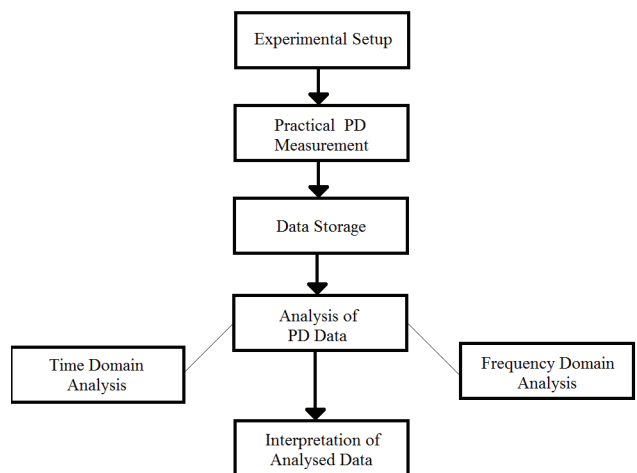 Experimental Setup
Practical PD
Measurement
Data Storage
Analysis of
PD Data
Time Domain
Analysis
Frequency Domain
Analysis
Interpretation of
Analysed Data